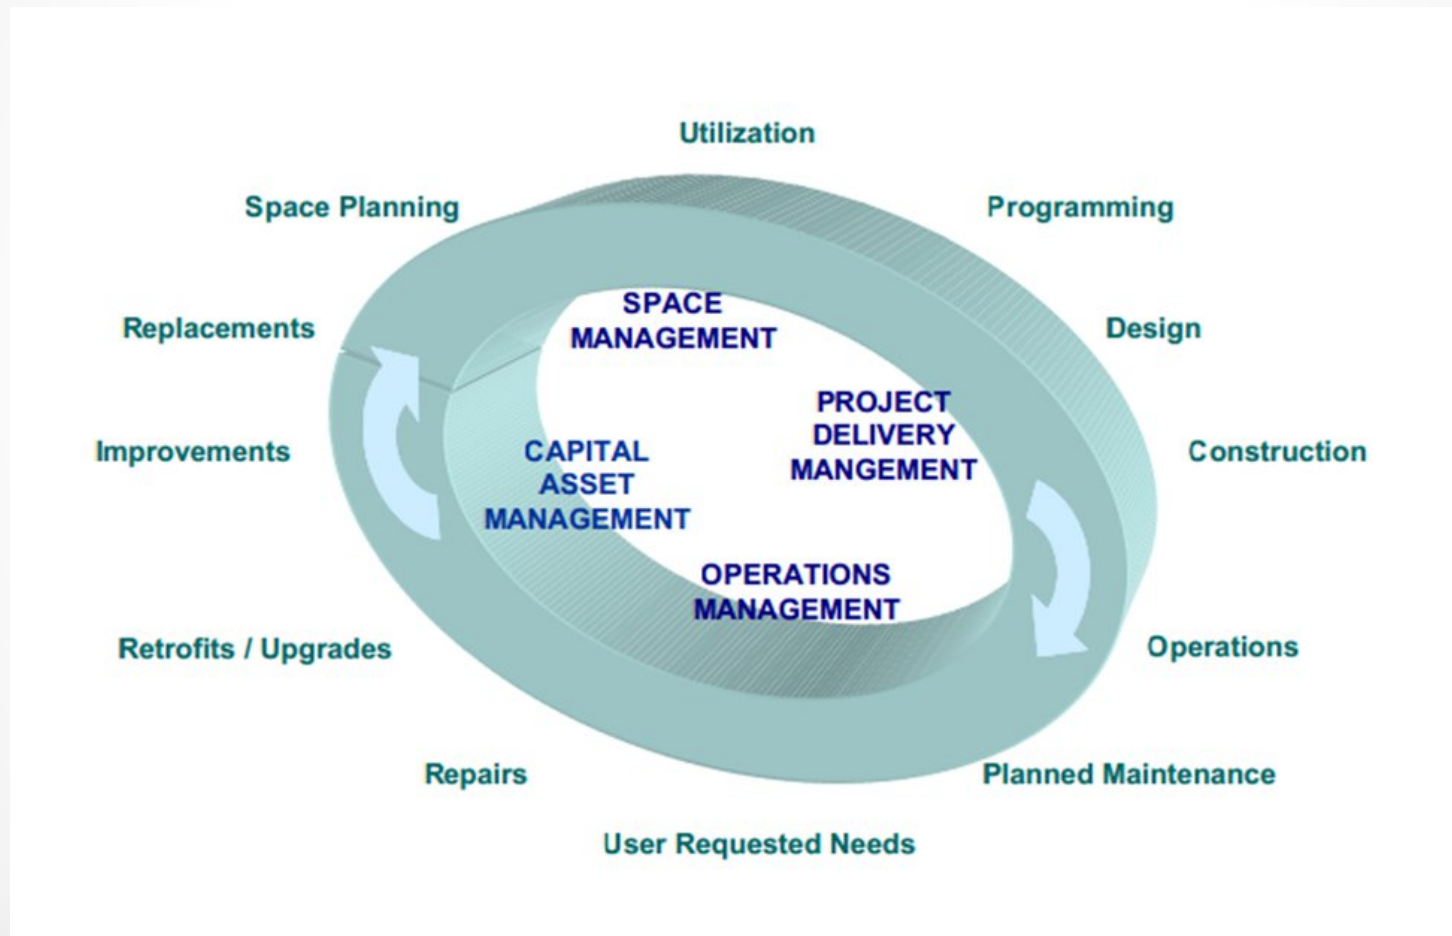 Utilization
Space Planning
Programming
SPACE
MANAGEMENT
Replacements
Design
PROJECT
DELIVERY
MANGEMENT
Improvements
CAPITAL
ASSET
MANAGEMENT
Construction
OPERATIONS
MANAGEMENT
Retrofits / Upgrades
Operations
Repairs
Planned Maintenance
User Requested Needs